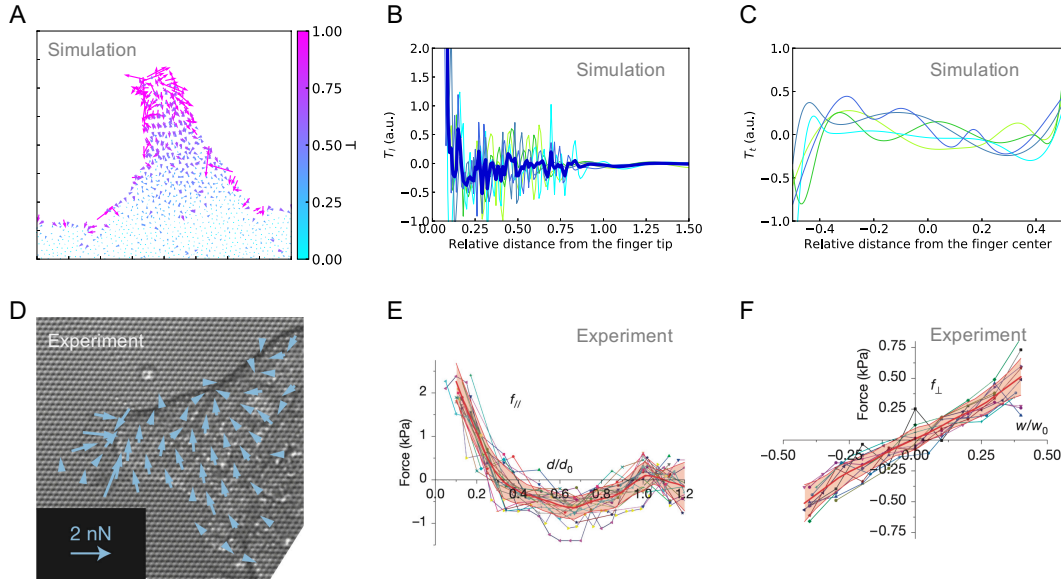 A
Simulation
1.00
0.75
0.50
0.25
0.00
T
B
Simulation
2.0
1.5
1.0
0.5
0.0
−0.5
−1.0
T_l (a.u.)
0.00 0.25 0.50 0.75 1.00 1.25 1.50
Relative distance from the finger tip
C
Simulation
1.0
0.5
0.0
−0.5
−1.0
T_t (a.u.)
−0.4 −0.2 0.0 0.2 0.4
Relative distance from the finger center
D
Experiment
2 nN
E
Experiment
2
1
0
−1
Force (kPa)
f//
d/d0
0.0 0.2 0.4 0.6 0.8 1.0 1.2
F
Experiment
0.75
0.50
0.25
Force (kPa)
f⊥
w/w0
−0.50 −0.25 0.00 0.25 0.50
−0.25
−0.50
−0.75